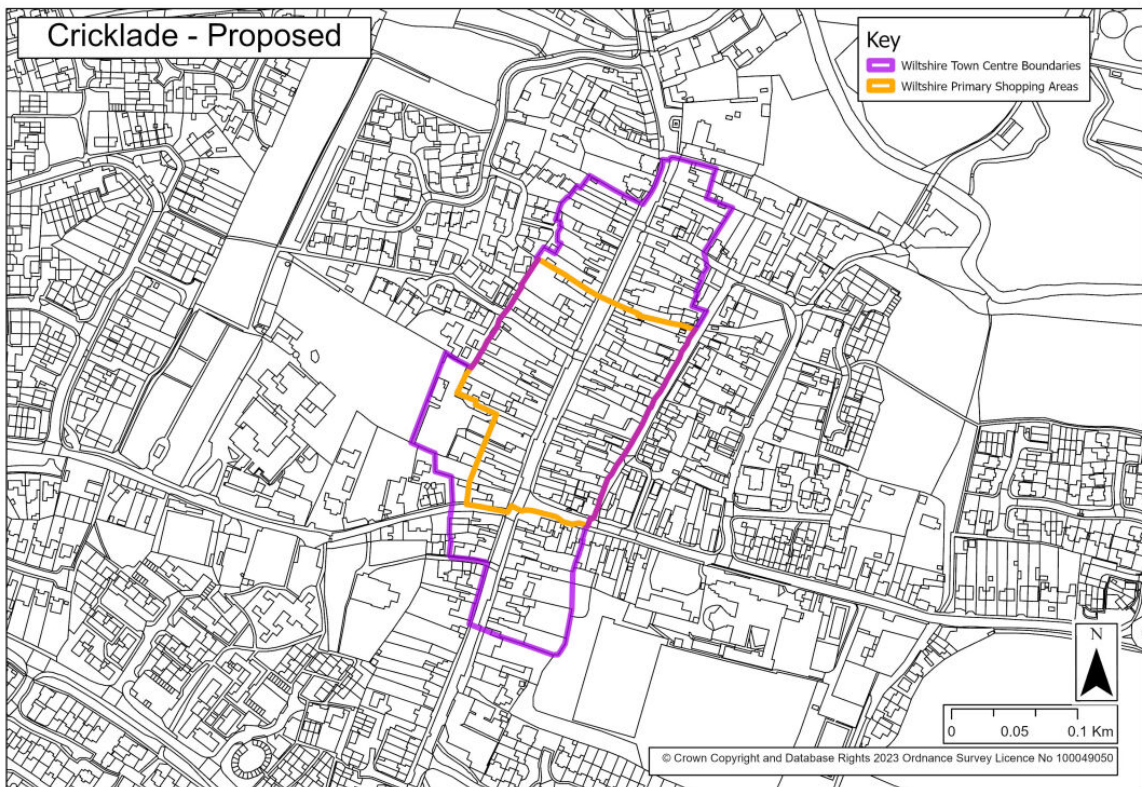 Cricklade - Proposed
Key
Wiltshire Town Centre Boundaries
Wiltshire Primary Shopping Areas
N
0 0.05 0.1 Km
© Crown Copyright and Database Rights 2023 Ordnance Survey Licence No 100049050